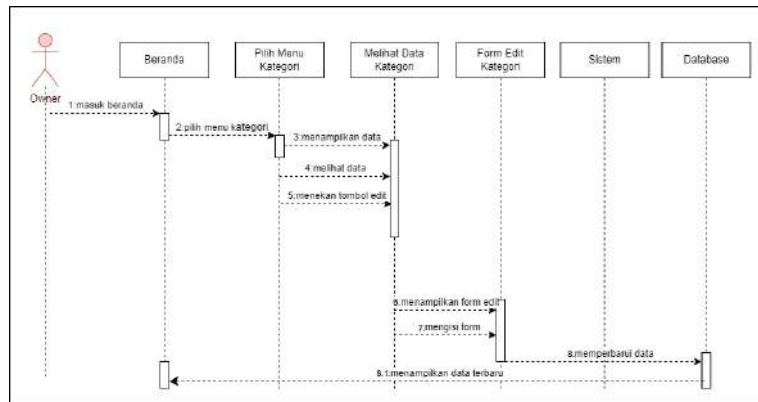 Beranda
Pilih Menu
Kategori
Melihat Data
Kategori
Form Edit
Kategori
Sistem
Database
Owner
1:masuk beranda
2:pilih menu kategori
3:menampilkan data
4:melihat data
5:menekan tombol edit
6:menampilkan form edit
7:mengisi form
8:memperbarui data
8.1:menampilkan data terbaru